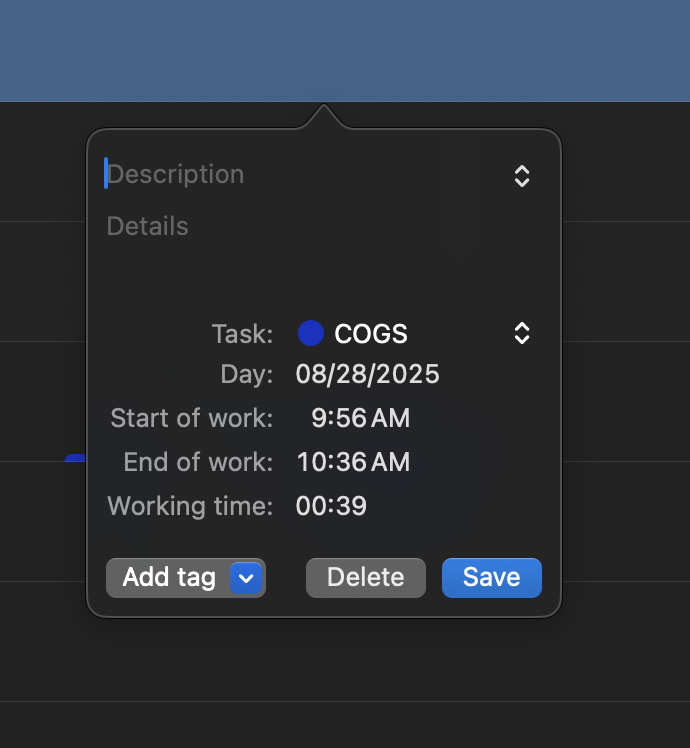 Description
Details
Task: COGS
Day: 08/28/2025
Start of work: 9:56 AM
End of work: 10:36 AM
Working time: 00:39
Add tag Delete Save